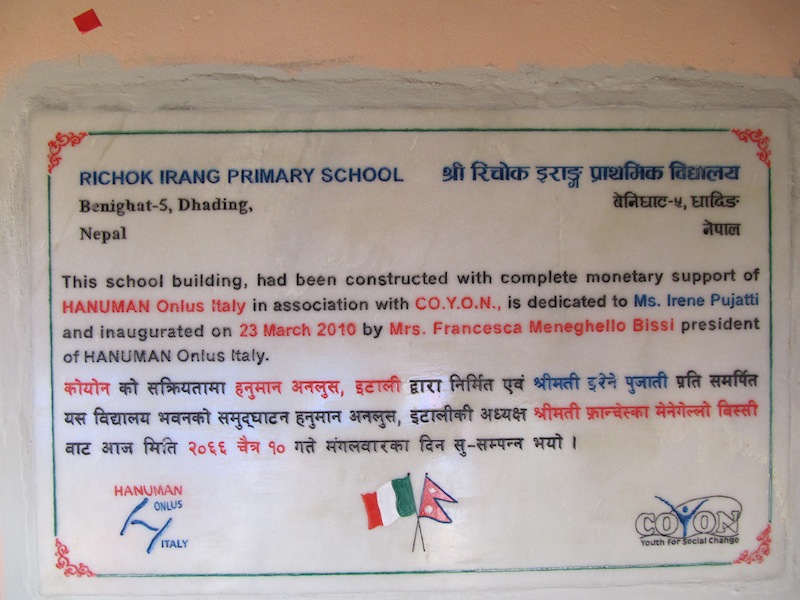 RICHOK IRANG PRIMARY SCHOOL
Benighat-5, Dhading,
Nepal
श्री रिचोक इराङ्ग प्राथमिक विद्यालय
बेनिघाट-५, धादिङ
नेपाल
This school building, had been constructed with complete monetary support of
HANUMAN Onlus Italy in association with CO.Y.O.N., is dedicated to Ms. Irene Pujatti
and inaugurated on 23 March 2010 by Mrs. Francesca Meneghello Bissi president
of HANUMAN Onlus Italy.
कोयोन को सक्रियतामा हनुमान अनलुस, इटाली द्वारा निर्मित एवं श्रीमती इरेने पुजाती प्रति समर्पित
यस विद्यालय भवनको समुद्घाटन हनुमान अनलुस, इटालीकी अध्यक्ष श्रीमती फ्रान्चेस्का मेनेगेल्लो बिस्सी
बाट आज मिति २०६६ चैत्र १० गते मंगलवारका दिन सु-सम्पन्न भयो ।
HANUMAN
ONLUS
ITALY
COYON
Youth for Social Change